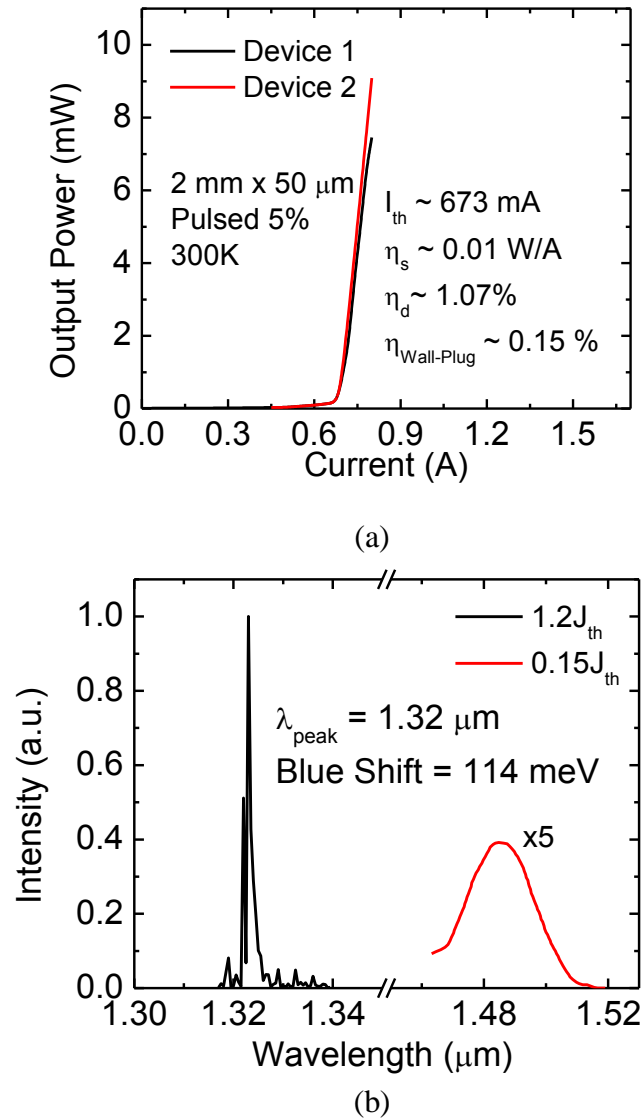 Device 1
Device 2
2 mm x 50 μm
Pulsed 5%
300K
I_th ~ 673 mA
η_s ~ 0.01 W/A
η_d~ 1.07%
η_Wall-Plug ~ 0.15 %
Output Power (mW)
10
8
6
4
2
0
0.0 0.3 0.6 0.9 1.2 1.5
Current (A)
(a)
1.2J_th
0.15J_th
λ_peak = 1.32 μm
Blue Shift = 114 meV
x5
Intensity (a.u.)
1.0
0.8
0.6
0.4
0.2
0.0
1.30 1.32 1.34 1.48 1.52
Wavelength (μm)
(b)